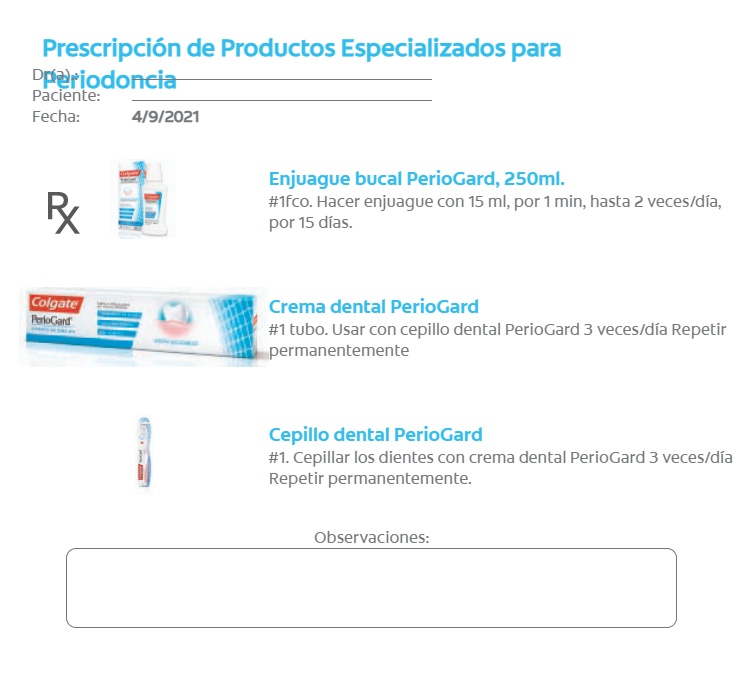 Prescripción de Productos Especializados para
Periodoncia
Dr(a).:
Paciente:
Fecha: 4/9/2021
Rx
Enjuague bucal PerioGard, 250ml.
#1fco. Hacer enjuague con 15 ml, por 1 min, hasta 2 veces/día,
por 15 días.
Colgate
PerioGard
Crema dental PerioGard
#1 tubo. Usar con cepillo dental PerioGard 3 veces/día Repetir
permanentemente
Cepillo dental PerioGard
#1. Cepillar los dientes con crema dental PerioGard 3 veces/día
Repetir permanentemente.
Observaciones: